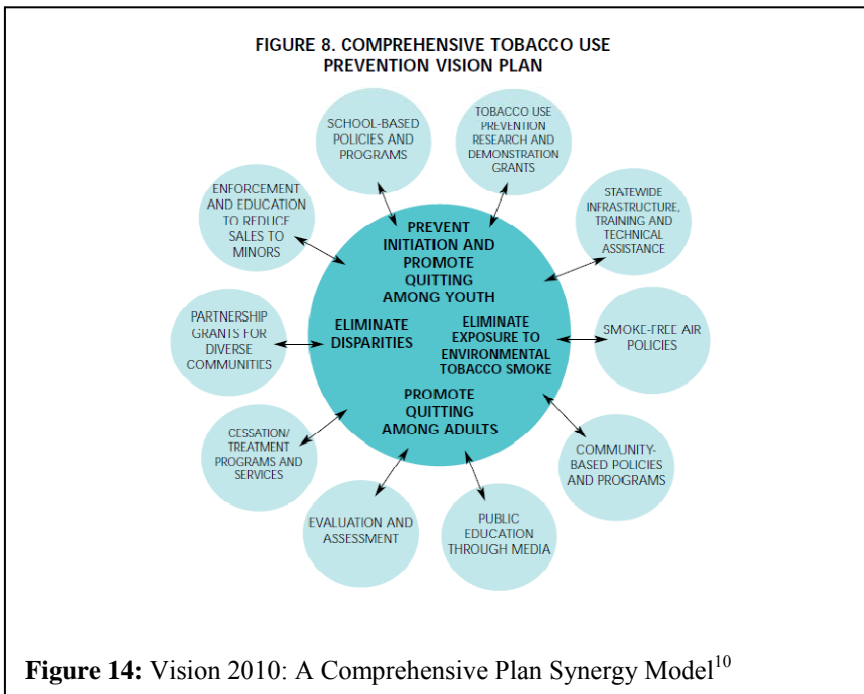 FIGURE 8. COMPREHENSIVE TOBACCO USE
PREVENTION VISION PLAN
SCHOOL-BASED
POLICIES AND
PROGRAMS
TOBACCO USE
PREVENTION
RESEARCH AND
DEMONSTRATION
GRANTS
ENFORCEMENT
AND EDUCATION
TO REDUCE
SALES TO
MINORS
STATEWIDE
INFRASTRUCTURE,
TRAINING AND
TECHNICAL
ASSISTANCE
PREVENT
INITIATION AND
PROMOTE
QUITTING
AMONG YOUTH
PARTNERSHIP
GRANTS FOR
DIVERSE
COMMUNITIES
ELIMINATE
DISPARITIES
ELIMINATE
EXPOSURE TO
ENVIRONMENTAL
TOBACCO SMOKE
SMOKE-FREE AIR
POLICIES
PROMOTE
QUITTING
AMONG ADULTS
CESSATION/
TREATMENT
PROGRAMS AND
SERVICES
COMMUNITY-
BASED POLICIES
AND PROGRAMS
EVALUATION AND
ASSESSMENT
PUBLIC
EDUCATION
THROUGH MEDIA
Figure 14: Vision 2010: A Comprehensive Plan Synergy Model10